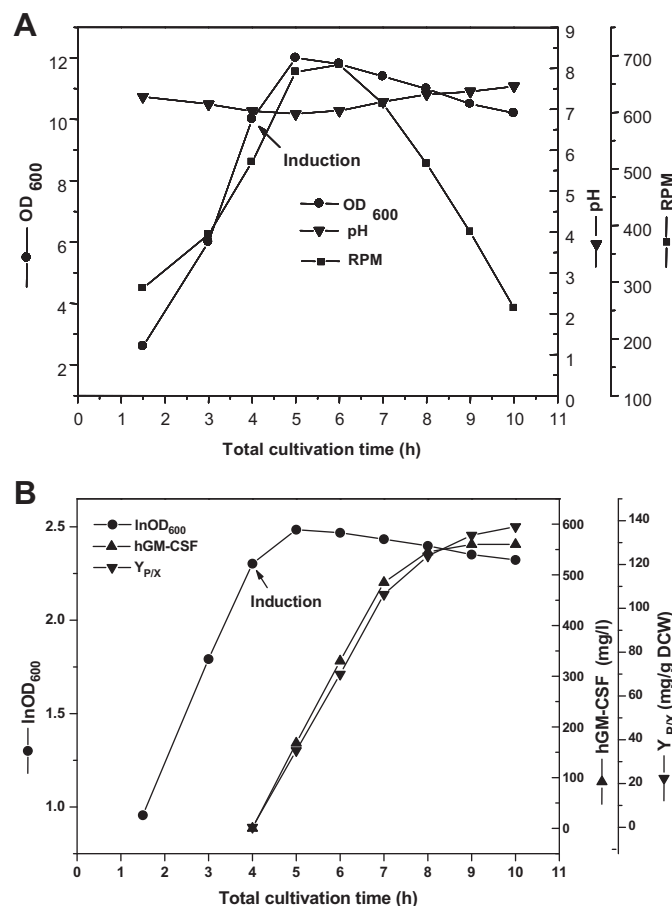 A
12
10
8
6
4
2
OD600
0 1 2 3 4 5 6 7 8 9 10 11
Total cultivation time (h)
Induction
OD600
pH
RPM
9
8
7
6
5
4
3
2
1
0
pH
700
600
500
400
300
200
100
RPM
B
2.5
2.0
1.5
1.0
lnOD600
lnOD600
hGM-CSF
YP/X
Induction
0 1 2 3 4 5 6 7 8 9 10 11
Total cultivation time (h)
600
500
400
300
200
100
0
hGM-CSF (mg/l)
140
120
100
80
60
40
20
0
YP/X (mg/g DCW)